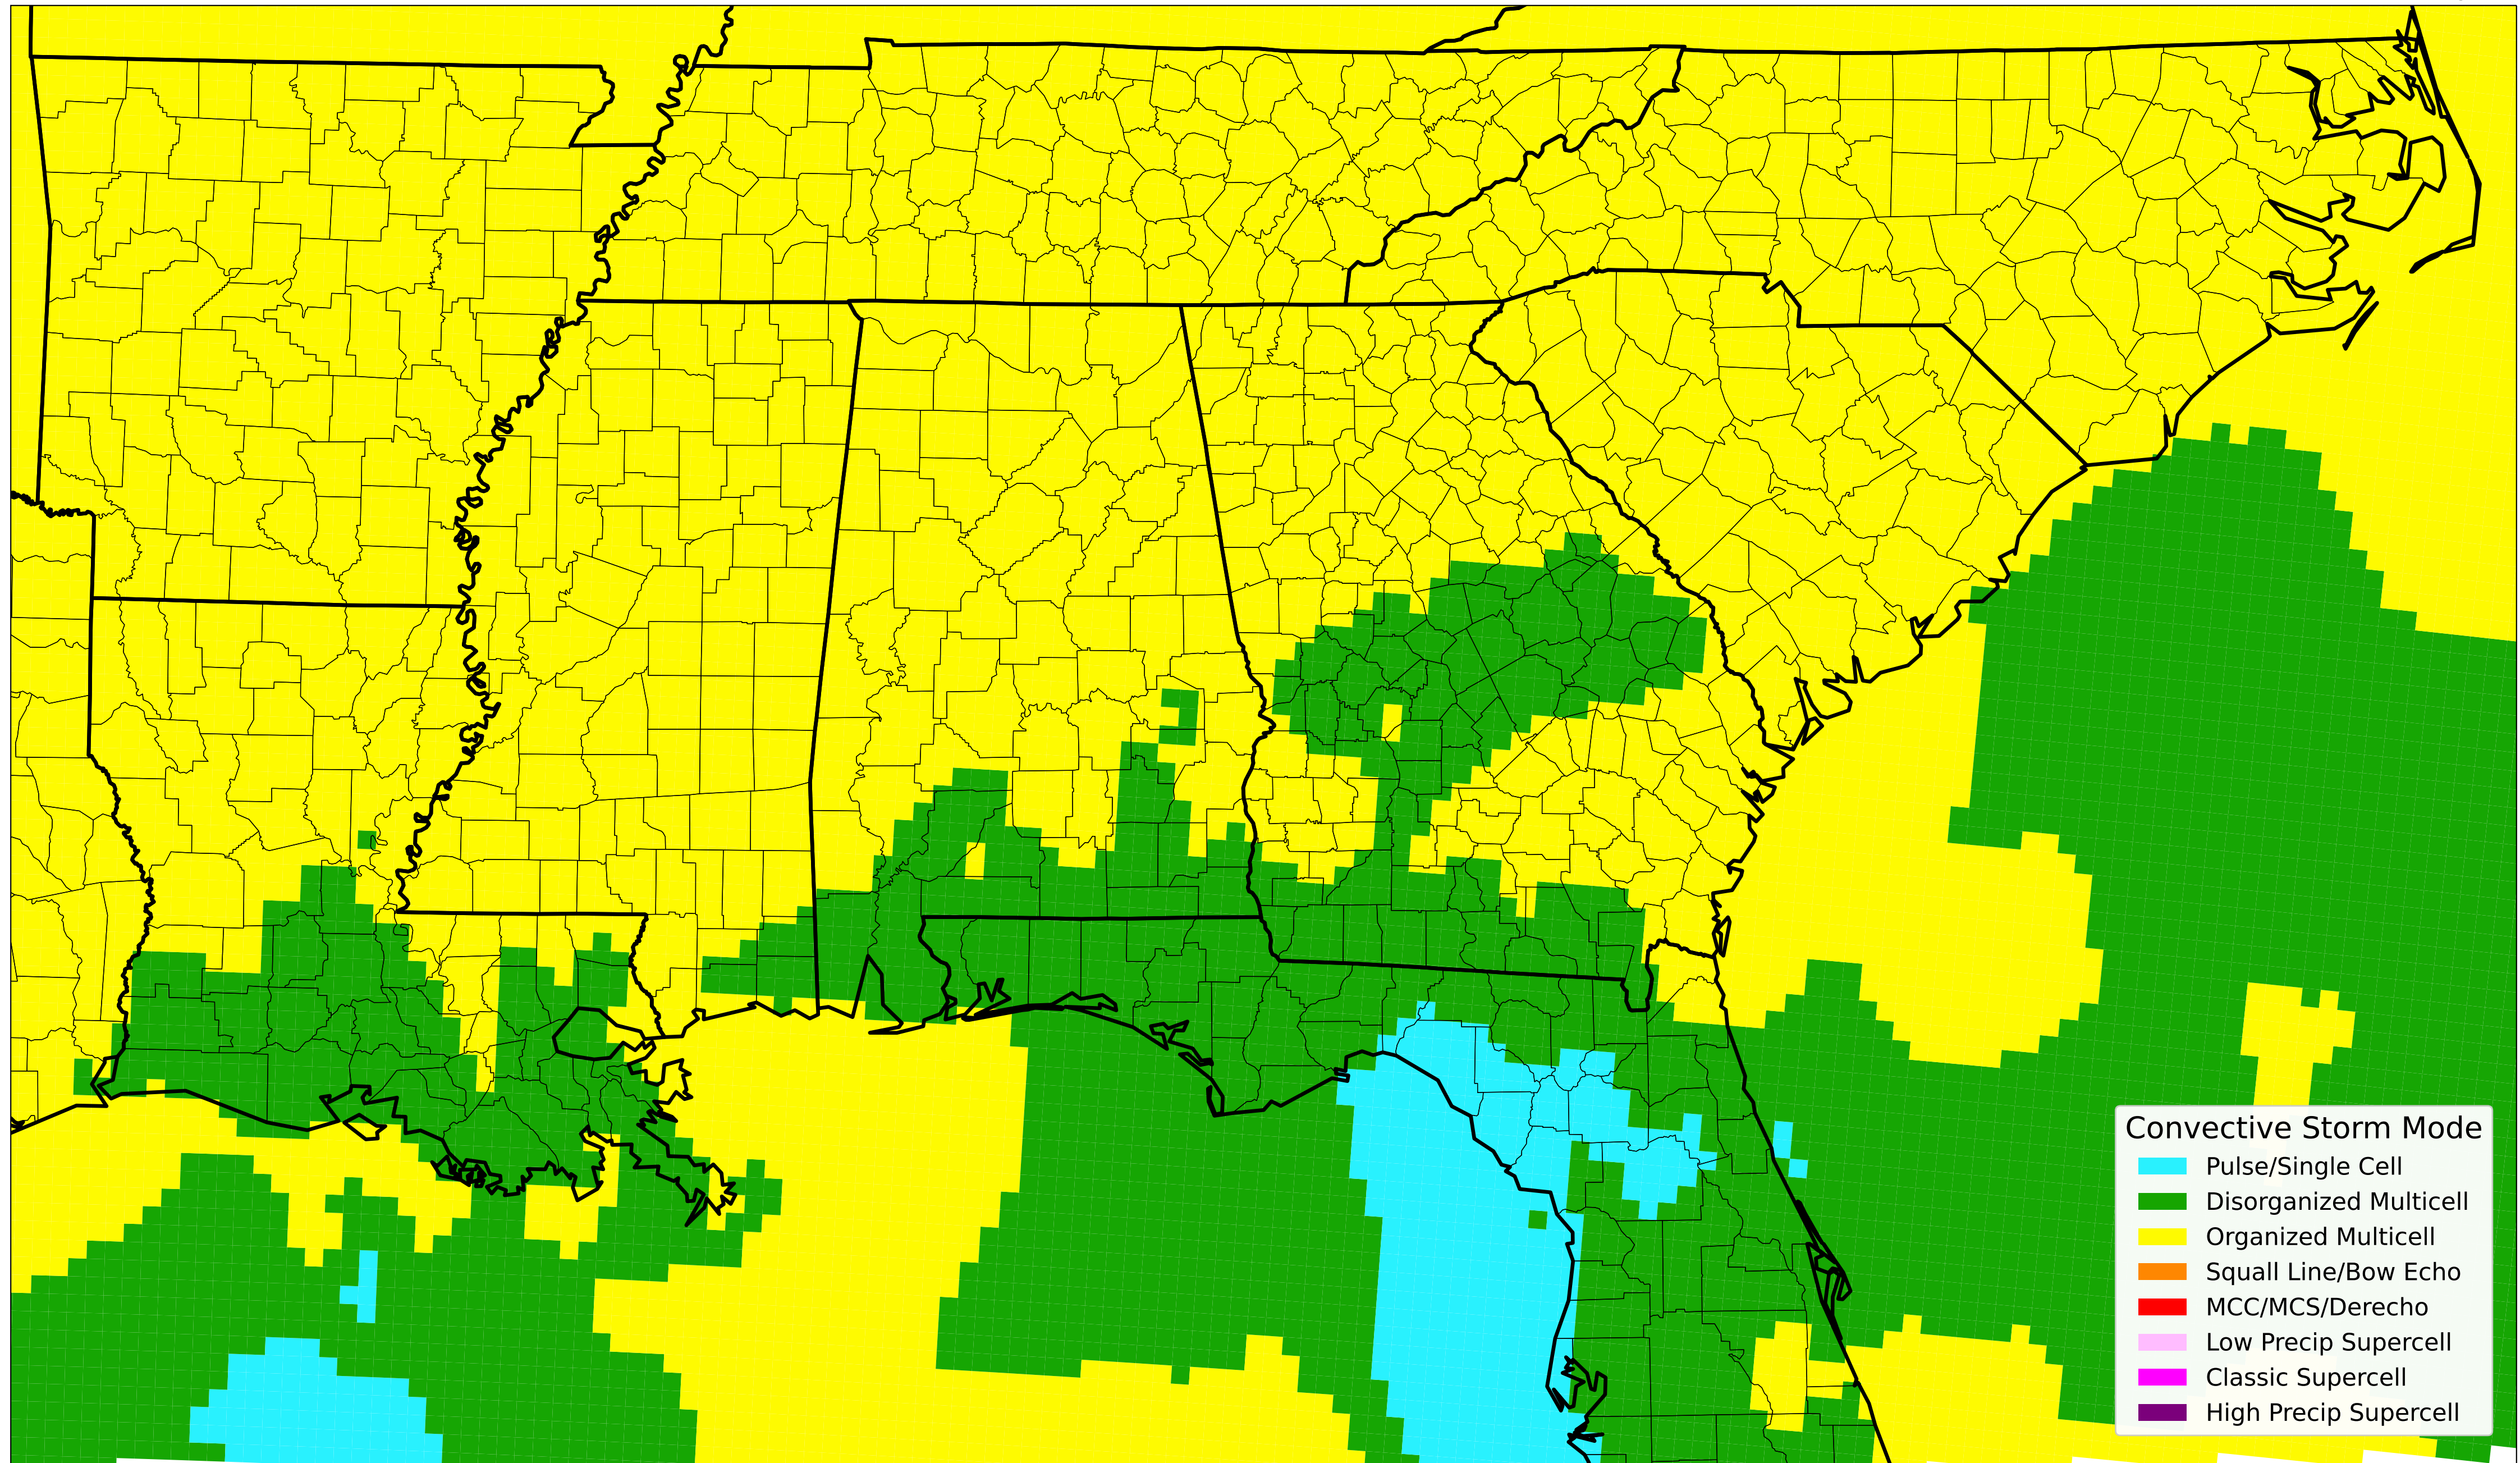 Convective Storm Mode
Pulse/Single Cell
Disorganized Multicell
Organized Multicell
Squall Line/Bow Echo
MCC/MCS/Derecho
Low Precip Supercell
Classic Supercell
High Precip Supercell